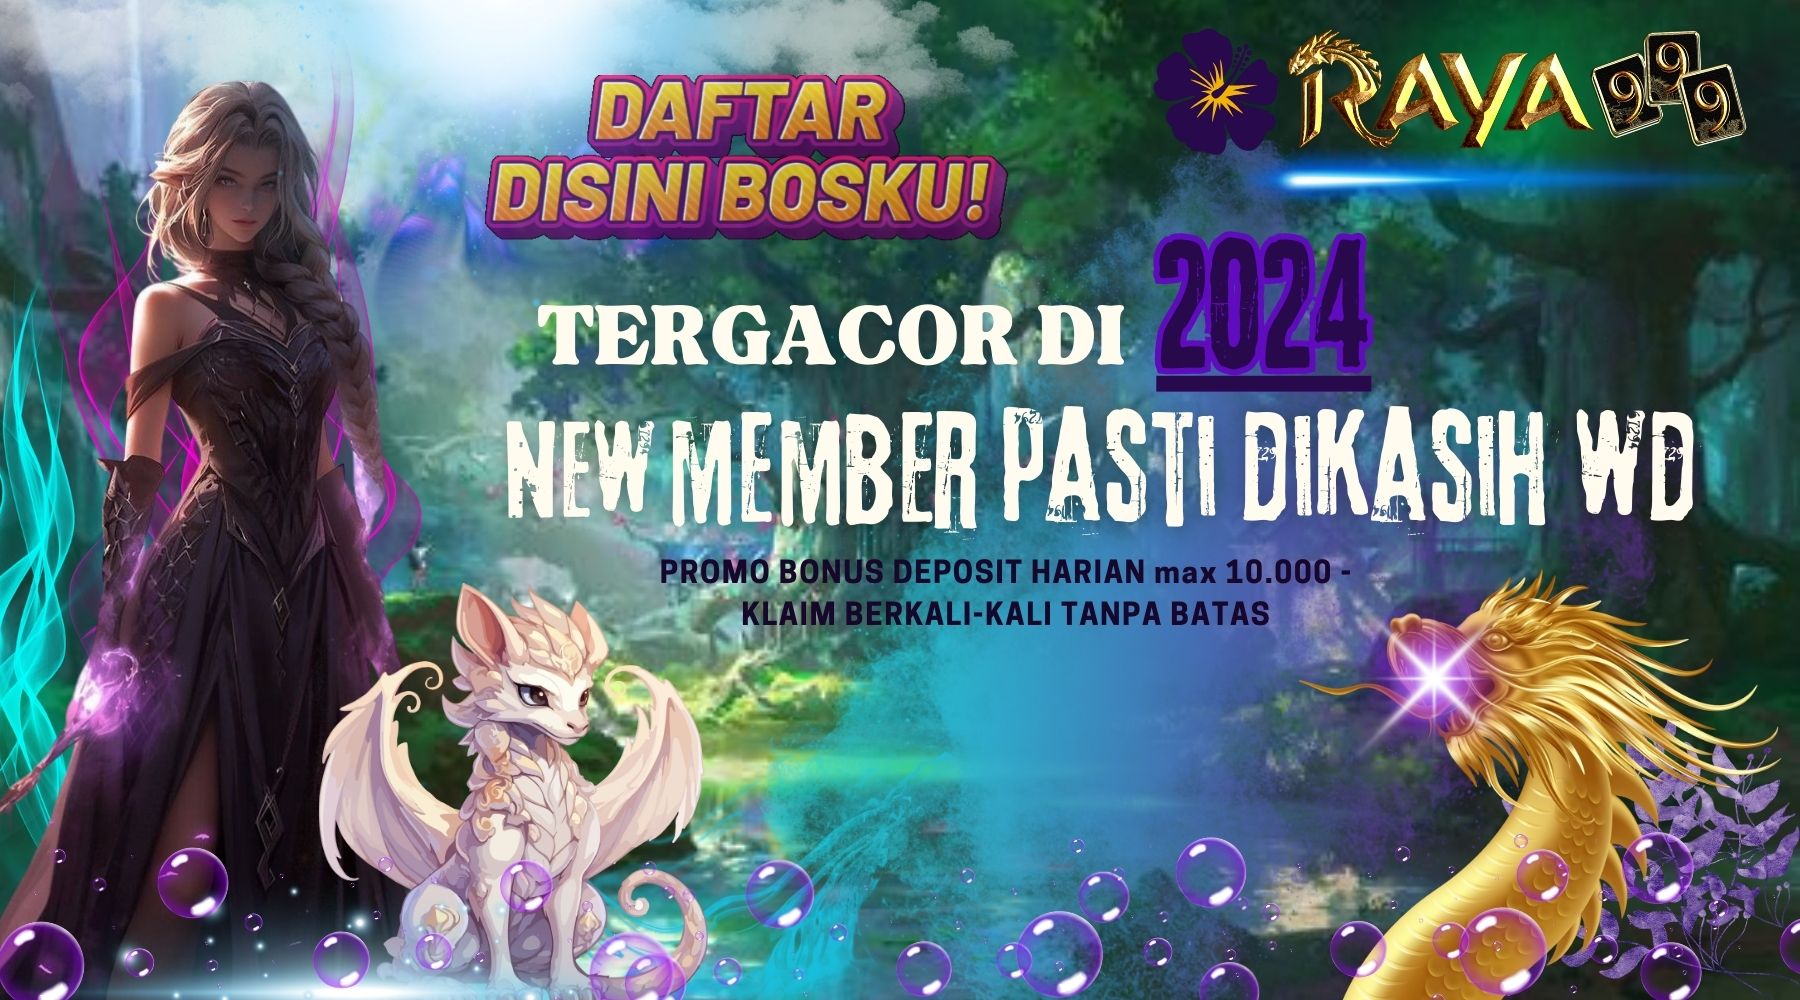 RAYA999
DAFTAR
DISINI BOSKU!
TERGACOR DI 2024
NEW MEMBER PASTI DIKASIH WD
PROMO BONUS DEPOSIT HARIAN max 10.000 -
KLAIM BERKALI-KALI TANPA BATAS